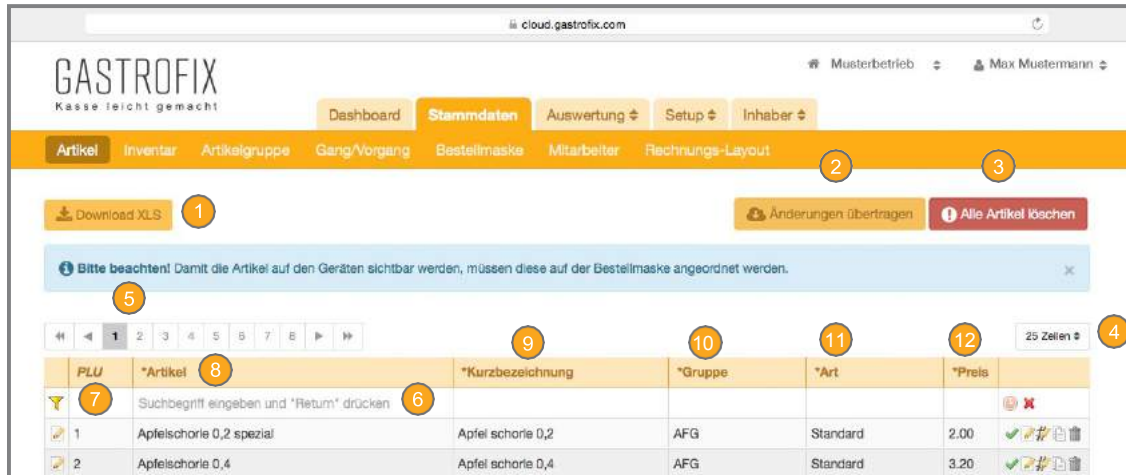 cloud.gastrofix.com
GASTROFIX
Kasse leicht gemacht
Musterbetrieb Max Mustermann
Dashboard Stammdaten Auswertung Setup Inhaber
Artikel Inventar Artikelgruppe Gang/Vorgang Bestellmaske Mitarbeiter Rechnungs-Layout
2 3
Download XLS 1 Änderungen übertragen Alle Artikel löschen
Bitte beachten! Damit die Artikel auf den Geräten sichtbar werden, müssen diese auf der Bestellmaske angeordnet werden. ×
5
1 2 3 4 5 6 7 8 25 Zeilen 4
9 10 11 12
PLU *Artikel 8 *Kurzbezeichnung *Gruppe *Art *Preis
7 Suchbegriff eingeben und "Return" drücken 6
1 Apfelschorle 0,2 spezial Apfel schorle 0,2 AFG Standard 2.00
2 Apfelschorle 0,4 Apfel schorle 0,4 AFG Standard 3.20